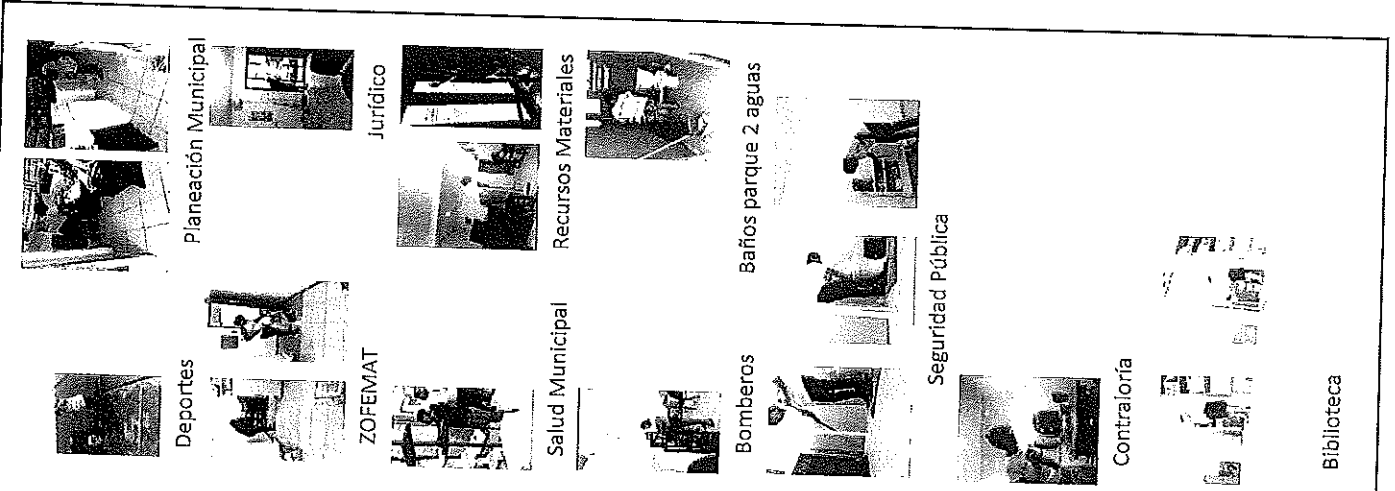 Deportes
Planeación Municipal
ZOFEMAT
Jurídico
Salud Municipal
Recursos Materiales
Bomberos
Baños parque 2 aguas
Seguridad Pública
Contraloría
Biblioteca